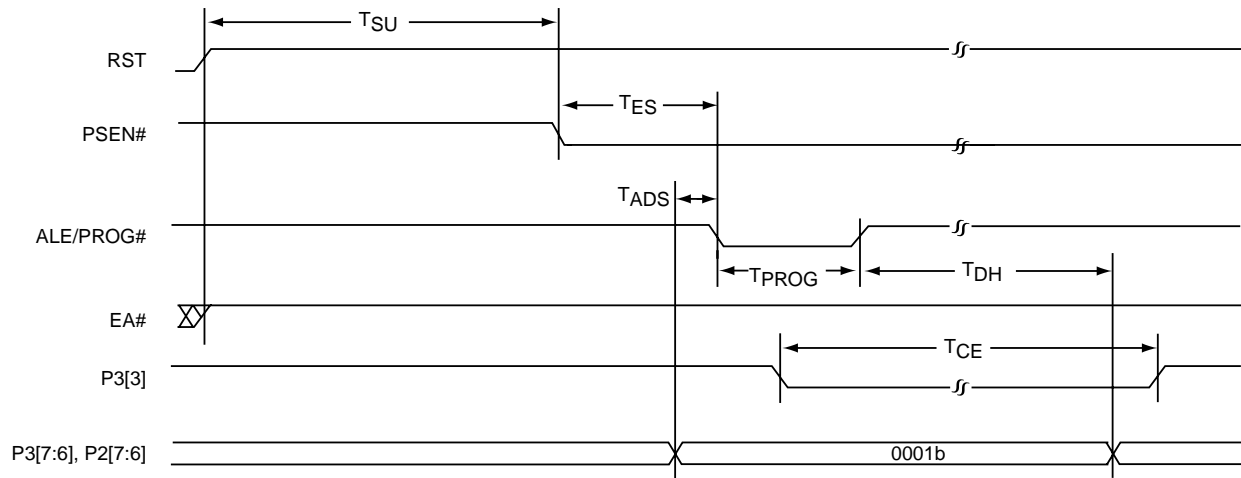 TSU
RST
TES
PSEN#
TADS
ALE/PROG#
TPROG
TDH
EA#
TCE
P3[3]
P3[7:6], P2[7:6]
0001b